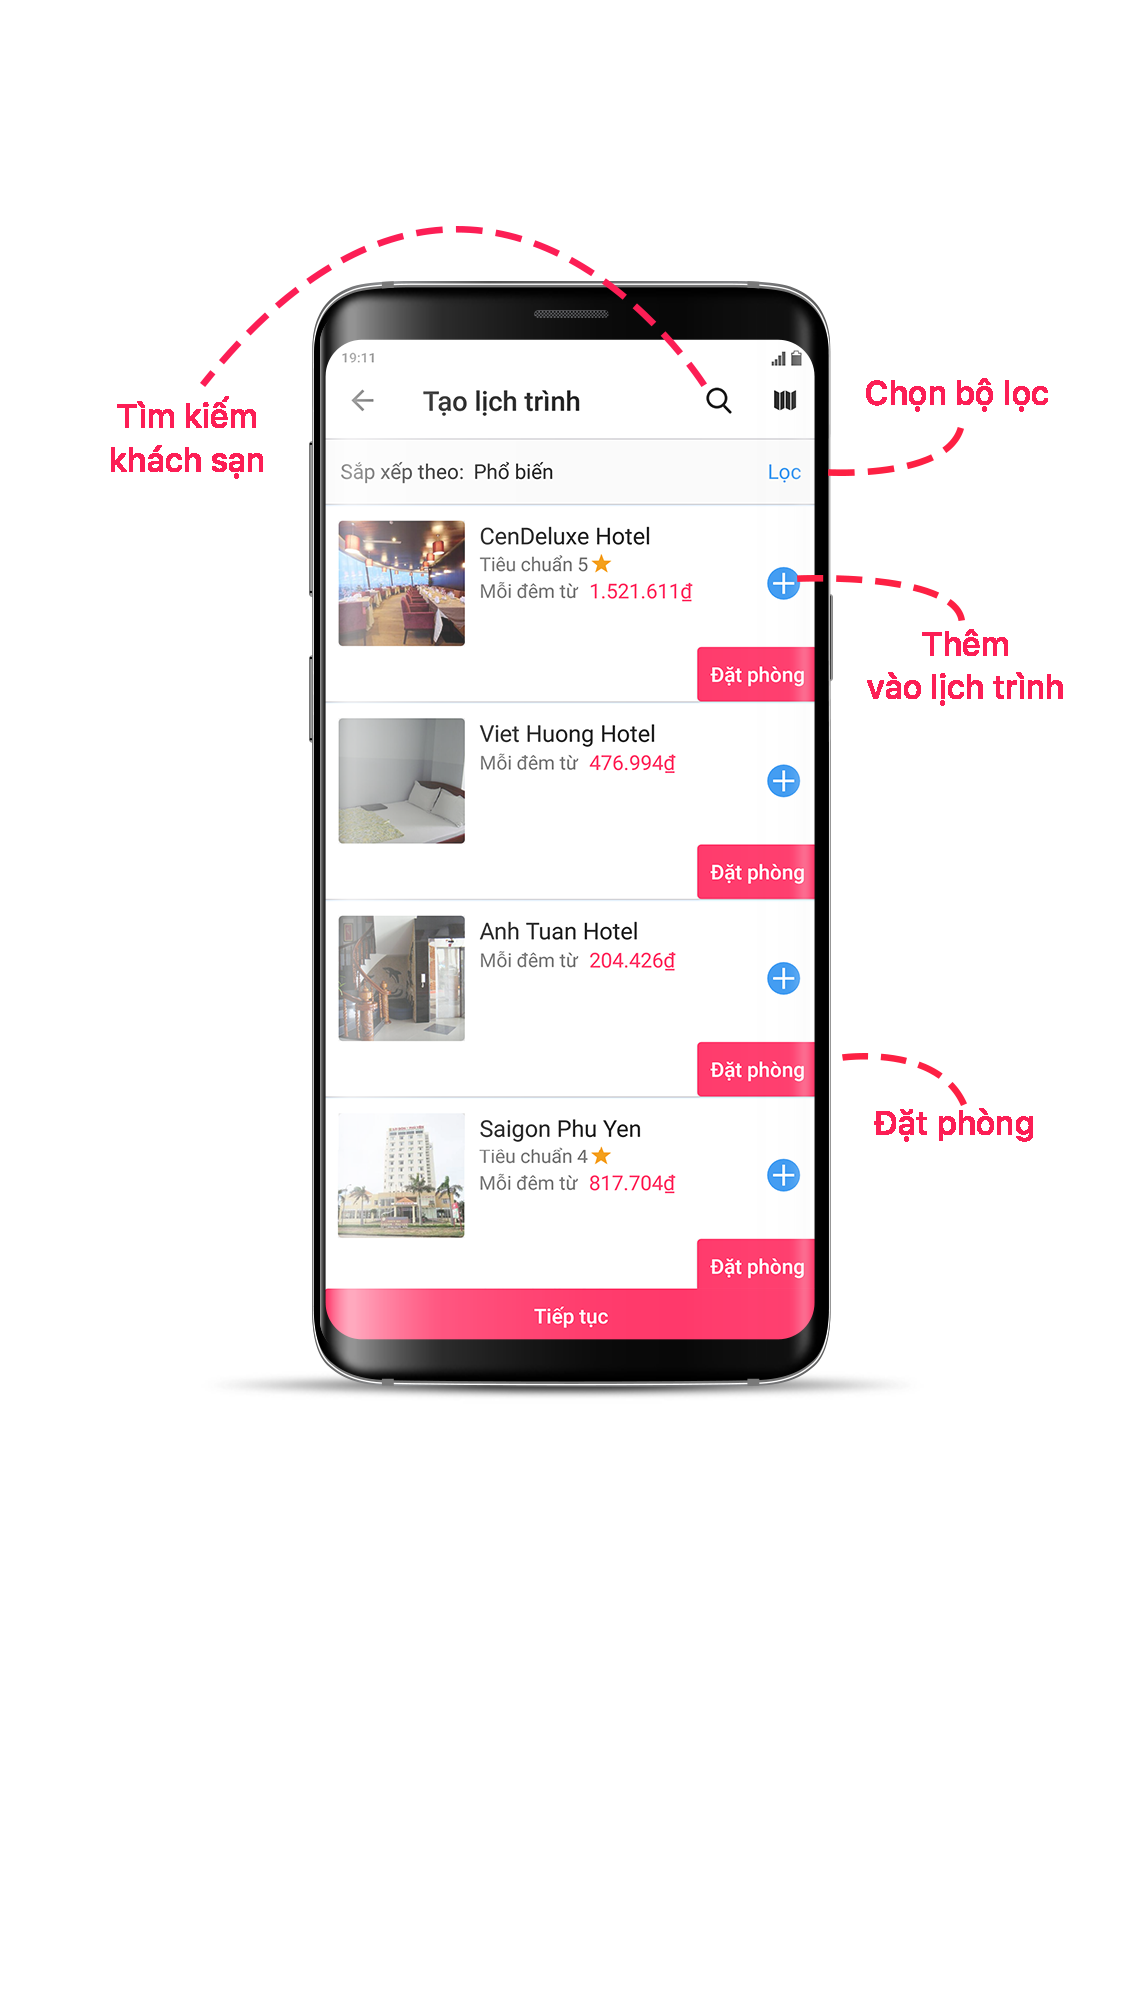 19:11
Tạo lịch trình
Tìm kiếm
khách sạn
Chọn bộ lọc
Sắp xếp theo: Phổ biến
Lọc
CenDeluxe Hotel
Tiêu chuẩn 5
Mỗi đêm từ 1.521.611₫
Đặt phòng
Thêm
vào lịch trình
Viet Huong Hotel
Mỗi đêm từ 476.994₫
Đặt phòng
Anh Tuan Hotel
Mỗi đêm từ 204.426₫
Đặt phòng
Đặt phòng
Saigon Phu Yen
Tiêu chuẩn 4
Mỗi đêm từ 817.704₫
Đặt phòng
Tiếp tục